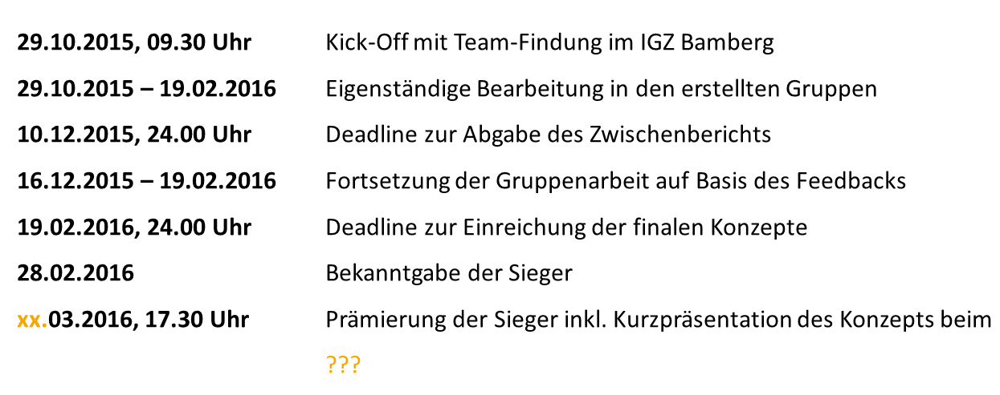 29.10.2015, 09.30 Uhr Kick-Off mit Team-Findung im IGZ Bamberg
29.10.2015 – 19.02.2016 Eigenständige Bearbeitung in den erstellten Gruppen
10.12.2015, 24.00 Uhr Deadline zur Abgabe des Zwischenberichts
16.12.2015 – 19.02.2016 Fortsetzung der Gruppenarbeit auf Basis des Feedbacks
19.02.2016, 24.00 Uhr Deadline zur Einreichung der finalen Konzepte
28.02.2016 Bekanntgabe der Sieger
xx.03.2016, 17.30 Uhr Prämierung der Sieger inkl. Kurzpräsentation des Konzepts beim
???